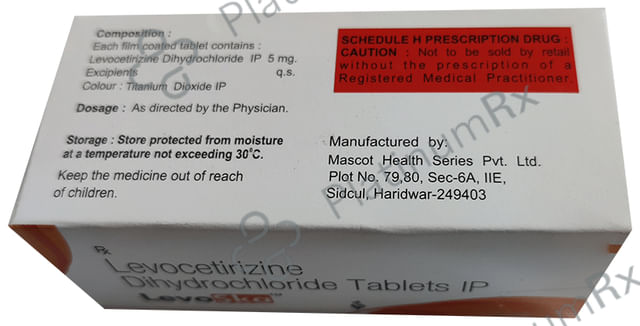 Composition :
Each film coated tablet contains :
Levocetirizine Dihydrochloride IP 5 mg.
Excipients q.s.
Colour : Titanium Dioxide IP
Dosage : As directed by the Physician.
Storage : Store protected from moisture
at a temperature not exceeding 30°C.
Keep the medicine out of reach
of children.
SCHEDULE H PRESCRIPTION DRUG :
CAUTION : Not to be sold by retail
without the prescription of a
Registered Medical Practitioner.
Manufactured by:
Mascot Health Series Pvt. Ltd.
Plot No. 79,80, Sec-6A, IIE,
Sidcul, Haridwar-249403
Rx
Levocetirizine
Dihydrochloride Tablets IP
PlatinumRx
PlatinumRx